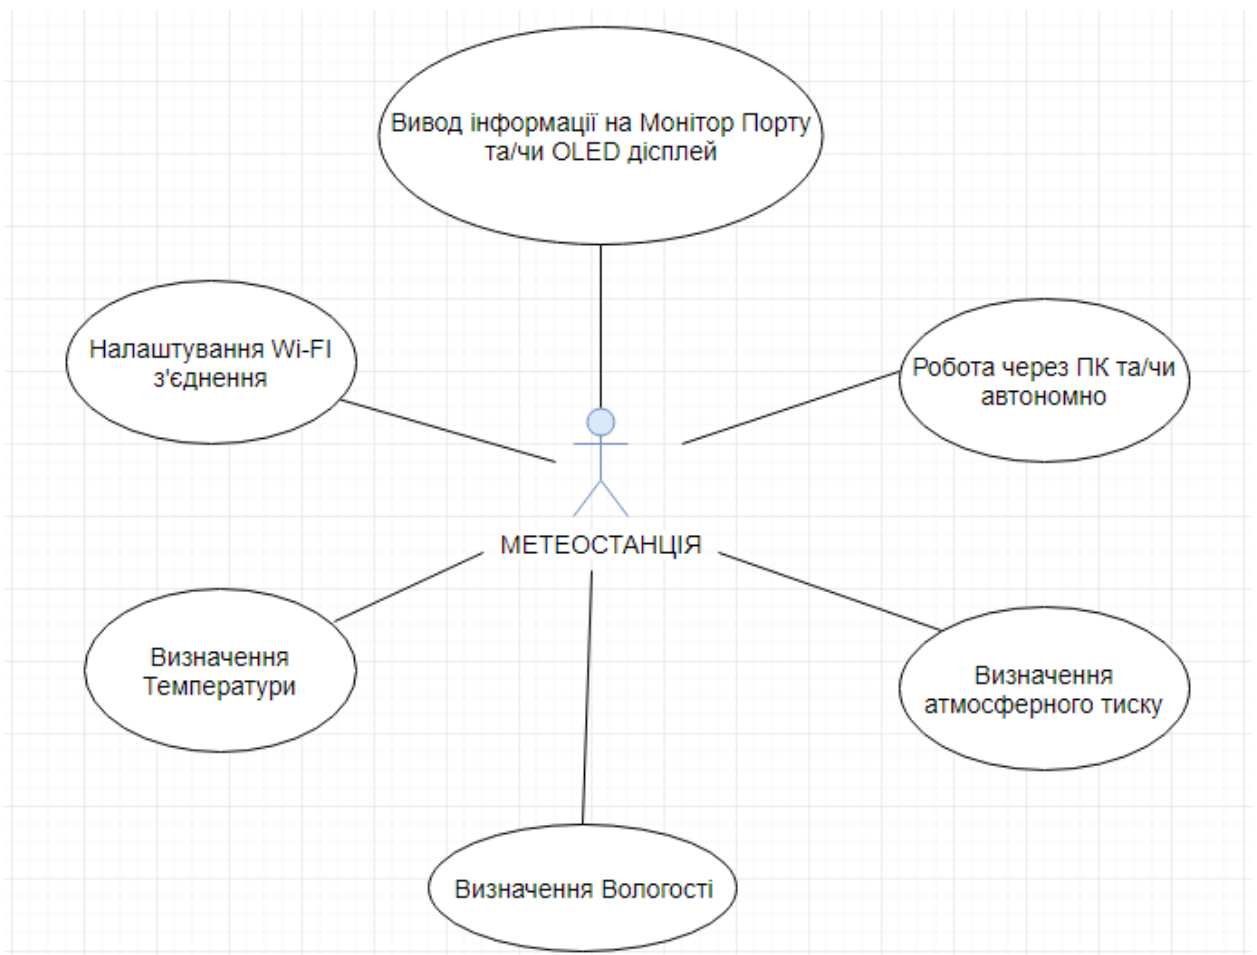 Вивод інформації на Монітор Порту
та/чи OLED дісплей
Налаштування Wi-FI
з'єднення
Робота через ПК та/чи
автономно
МЕТЕОСТАНЦІЯ
Визначення
Температури
Визначення
атмосферного тиску
Визначення Вологості